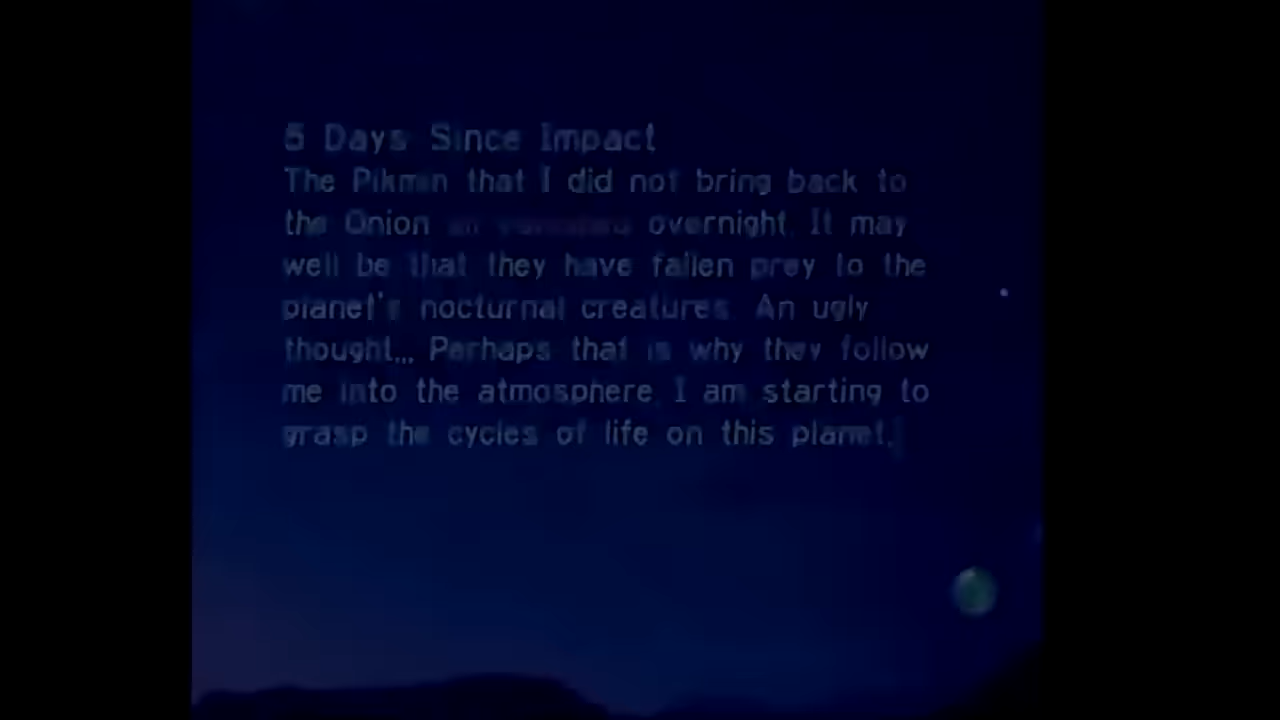 5 Days Since Impact
The Pikmin that I did not bring back to
the Onion all vanished overnight. It may
well be that they have fallen prey to the
planet's nocturnal creatures. An ugly
thought... Perhaps that is why they follow
me into the atmosphere. I am starting to
grasp the cycles of life on this planet.